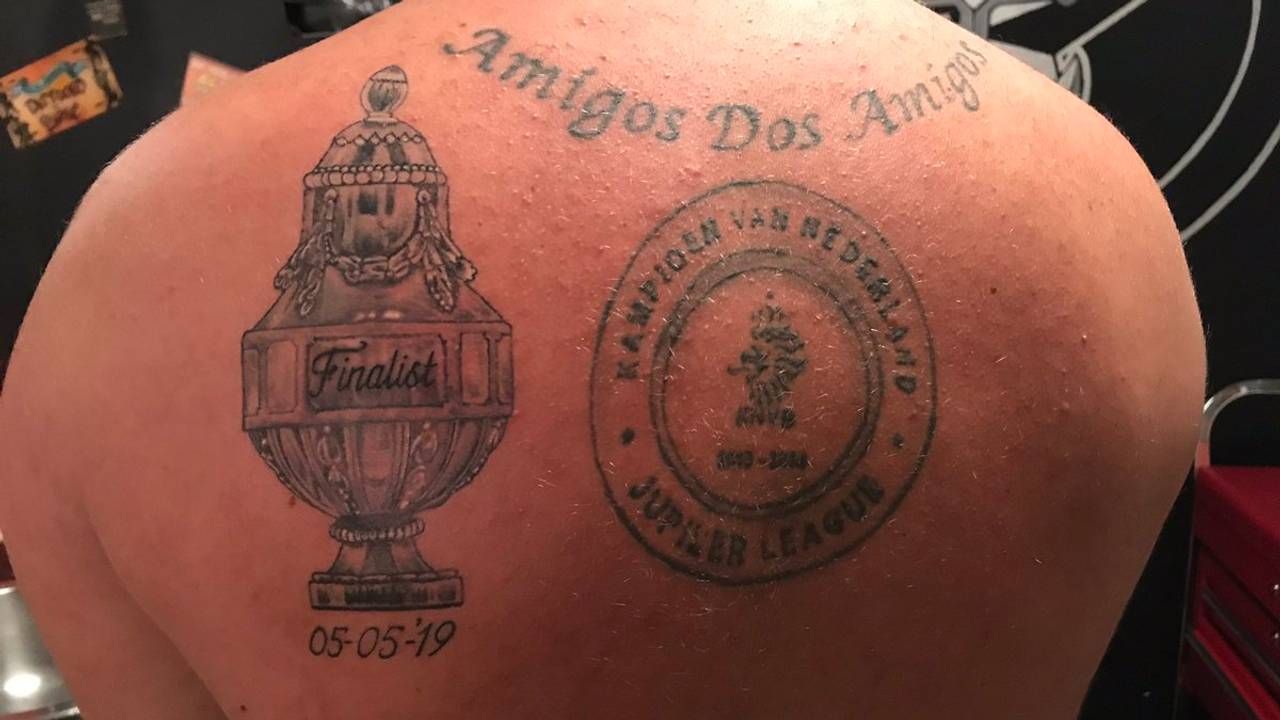 Amigos Dos Amigos
Finalist
05-05-'19
KAMPIOEN VAN NEDERLAND
KNVB
JUPILER LEAGUE